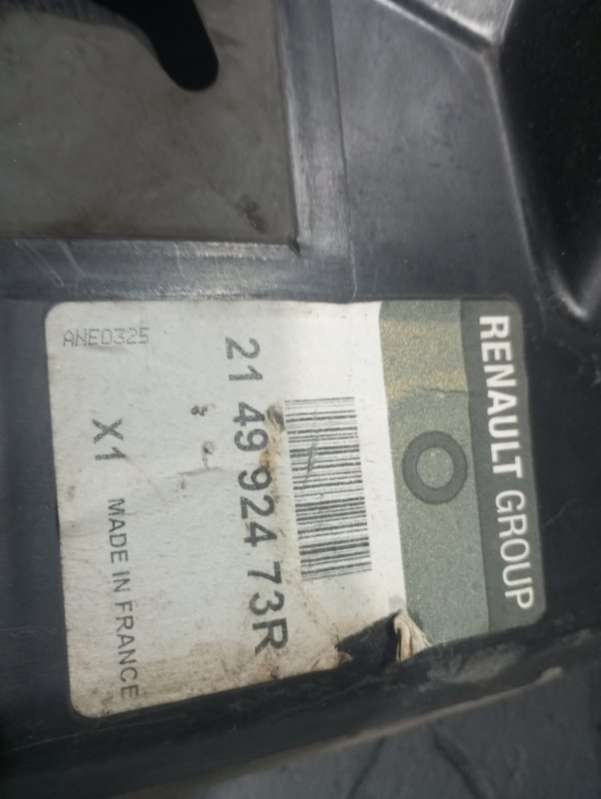 RENAULT GROUP
21 49 924 73R
X1 MADE IN FRANCE
ANE0325